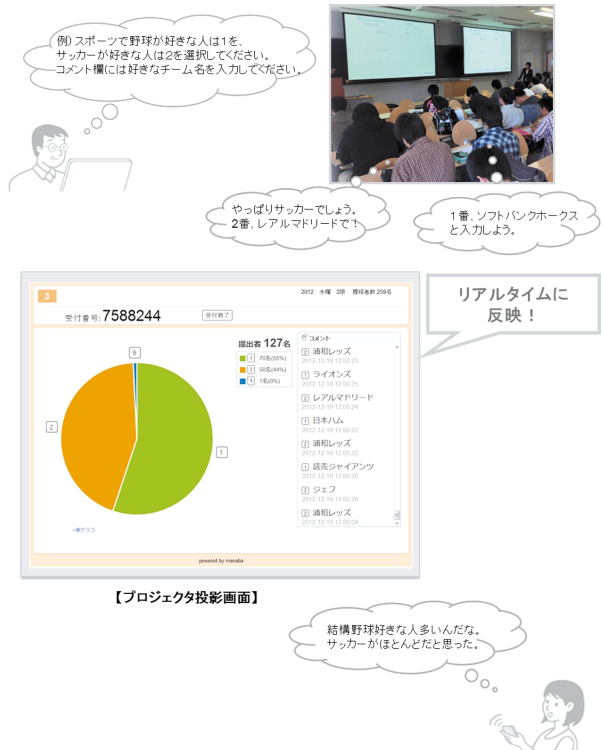 例）スポーツで野球が好きな人は1を、
サッカーが好きな人は2を選択してください。
コメント欄には好きなチーム名を入力してください。
やっぱりサッカーでしょう。
2番、レアルマドリードで！
1番、ソフトバンクホークス
と入力しよう。
リアルタイムに
反映！
3
2012 水曜 2限 履修者数 259名
受付番号: 7588244
受付終了
提出者 127名
1 70名(55%)
2 56名(44%)
9 1名(0%)
9
2
1
コメント
2 浦和レッズ
2012-12-19 12:00:25
1 ライオンズ
2012-12-19 12:00:25
2 レアルマドリード
2012-12-19 12:00:24
1 日本ハム
2012-12-19 12:00:22
2 浦和レッズ
2012-12-19 12:00:22
1 読売ジャイアンツ
2012-12-19 12:00:20
2 ジェフ
2012-12-19 12:00:20
2 浦和レッズ
2012-12-19 12:00:04
»棒グラフ
powered by manaba
【プロジェクタ投影画面】
結構野球好きな人多いんだな。
サッカーがほとんどだと思った。